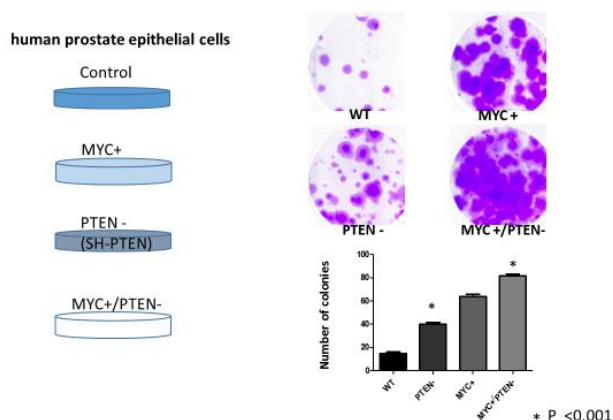 human prostate epithelial cells
Control
MYC+
PTEN -
(SH-PTEN)
MYC+/PTEN-
WT
MYC +
PTEN -
MYC +/PTEN-
Number of colonies
100
80
60
40
20
0
*
*
WT
PTEN-
MYC+
MYC+/PTEN-
* P <0.001